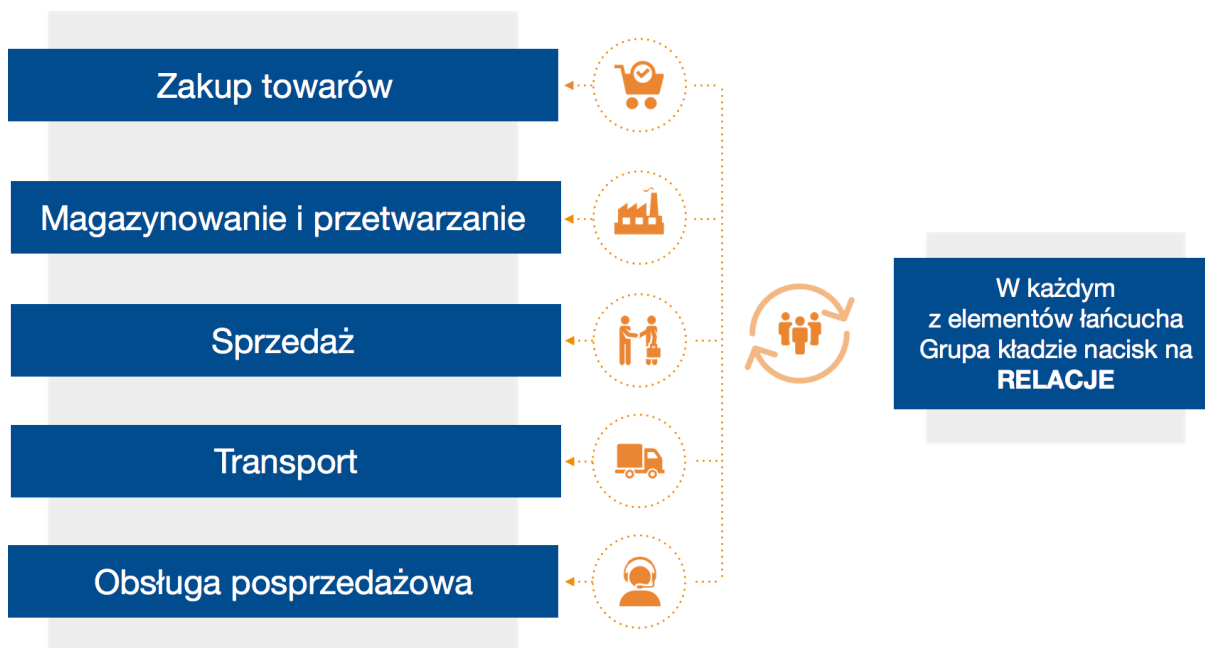 Zakup towarów
Magazynowanie i przetwarzanie
Sprzedaż
Transport
Obsługa posprzedażowa
W każdym
z elementów łańcucha
Grupa kładzie nacisk na
RELACJE